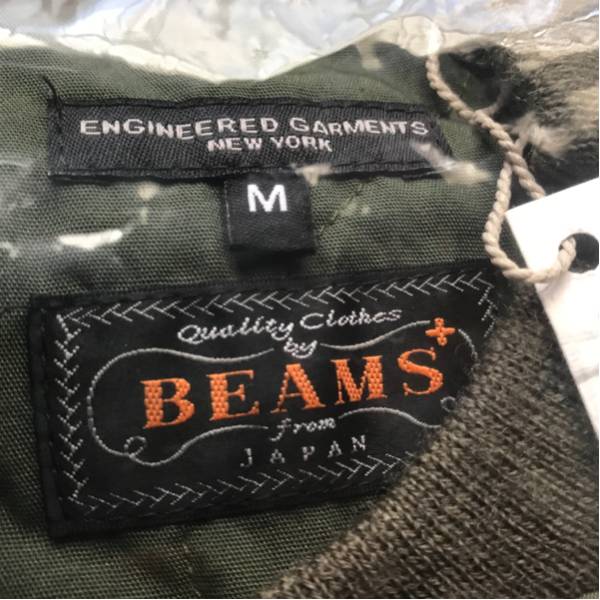 ENGINEERED GARMENTS
NEW YORK
M
Quality Clothes
by
BEAMS+
from
JAPAN